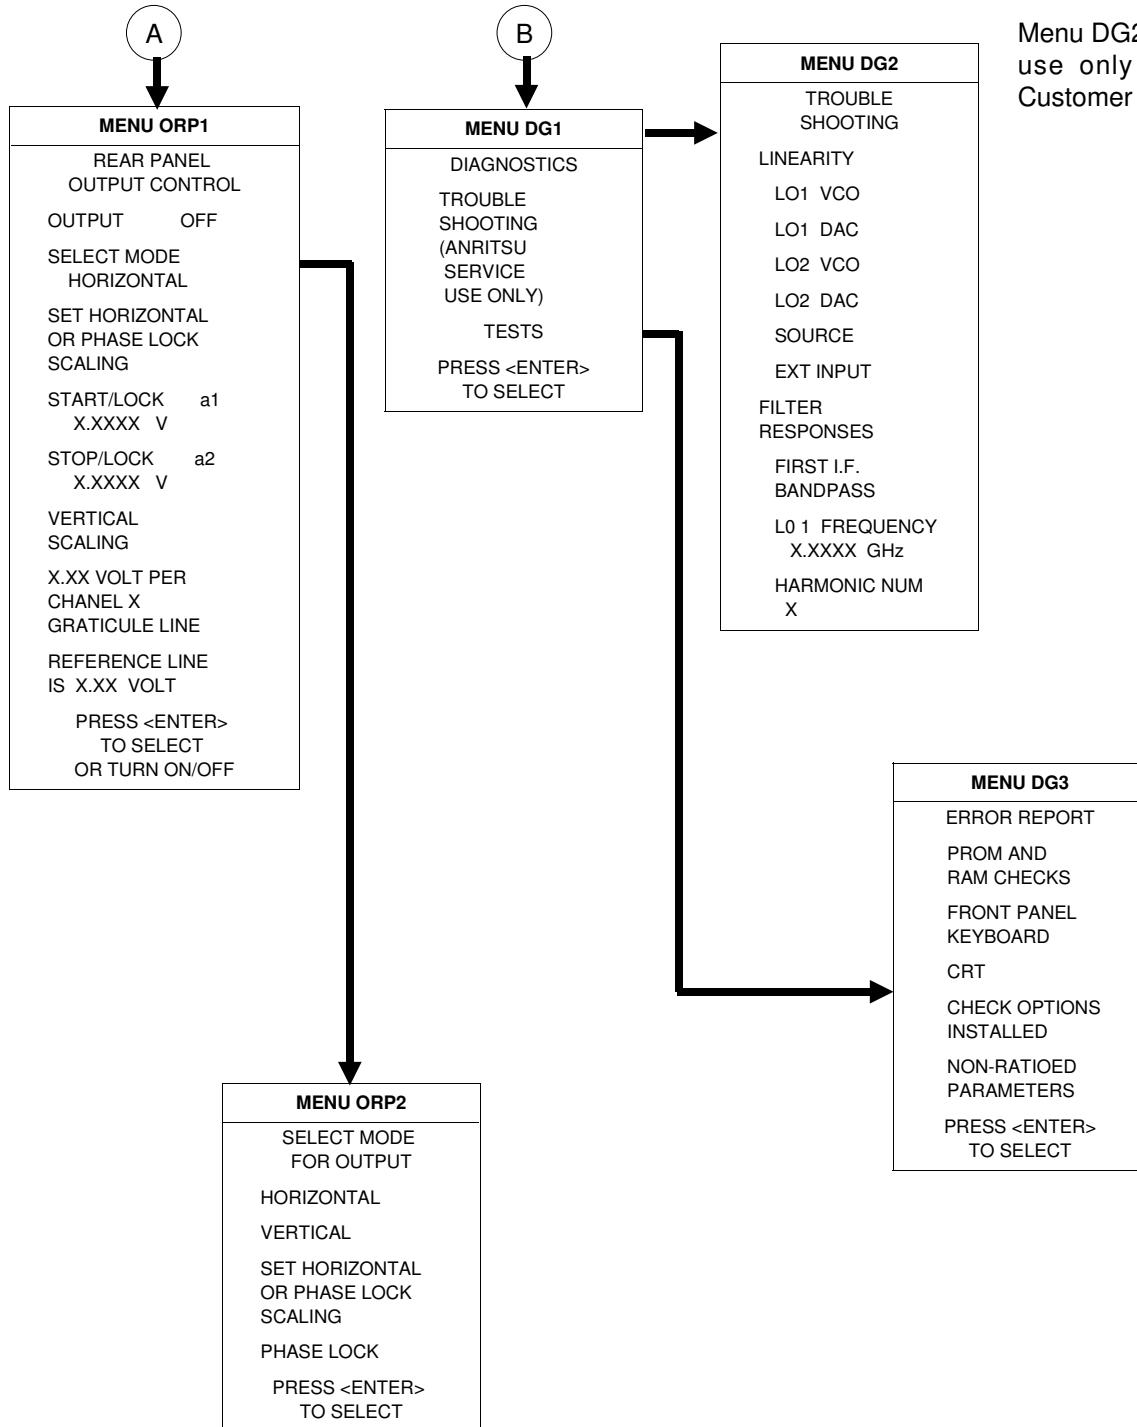 A
MENU ORP1
REAR PANEL
OUTPUT CONTROL
OUTPUT OFF
SELECT MODE
HORIZONTAL
SET HORIZONTAL
OR PHASE LOCK
SCALING
START/LOCK a1
X.XXXX V
STOP/LOCK a2
X.XXXX V
VERTICAL
SCALING
X.XX VOLT PER
CHANEL X
GRATICULE LINE
REFERENCE LINE
IS X.XX VOLT
PRESS <ENTER>
TO SELECT
OR TURN ON/OFF
B
MENU DG1
DIAGNOSTICS
TROUBLE
SHOOTING
(ANRITSU
SERVICE
USE ONLY)
TESTS
PRESS <ENTER>
TO SELECT
MENU DG2
TROUBLE
SHOOTING
LINEARITY
LO1 VCO
LO1 DAC
LO2 VCO
LO2 DAC
SOURCE
EXT INPUT
FILTER
RESPONSES
FIRST I.F.
BANDPASS
L0 1 FREQUENCY
X.XXXX GHz
HARMONIC NUM
X
Menu DG2
use only
Customer
MENU DG3
ERROR REPORT
PROM AND
RAM CHECKS
FRONT PANEL
KEYBOARD
CRT
CHECK OPTIONS
INSTALLED
NON-RATIOED
PARAMETERS
PRESS <ENTER>
TO SELECT
MENU ORP2
SELECT MODE
FOR OUTPUT
HORIZONTAL
VERTICAL
SET HORIZONTAL
OR PHASE LOCK
SCALING
PHASE LOCK
PRESS <ENTER>
TO SELECT